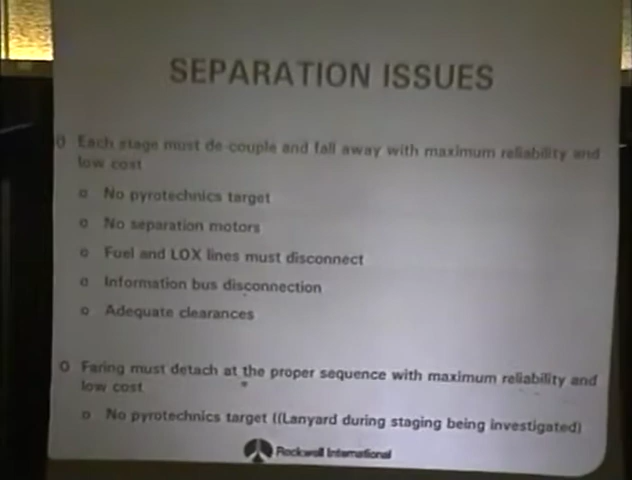 SEPARATION ISSUES
O Each stage must de-couple and fall away with maximum reliability and
low cost
o No pyrotechnics target
o No separation motors
o Fuel and LOX lines must disconnect
o Information bus disconnection
o Adequate clearances
O Faring must detach at the proper sequence with maximum reliability and
low cost
o No pyrotechnics target ((Lanyard during staging being investigated)
Rockwell International